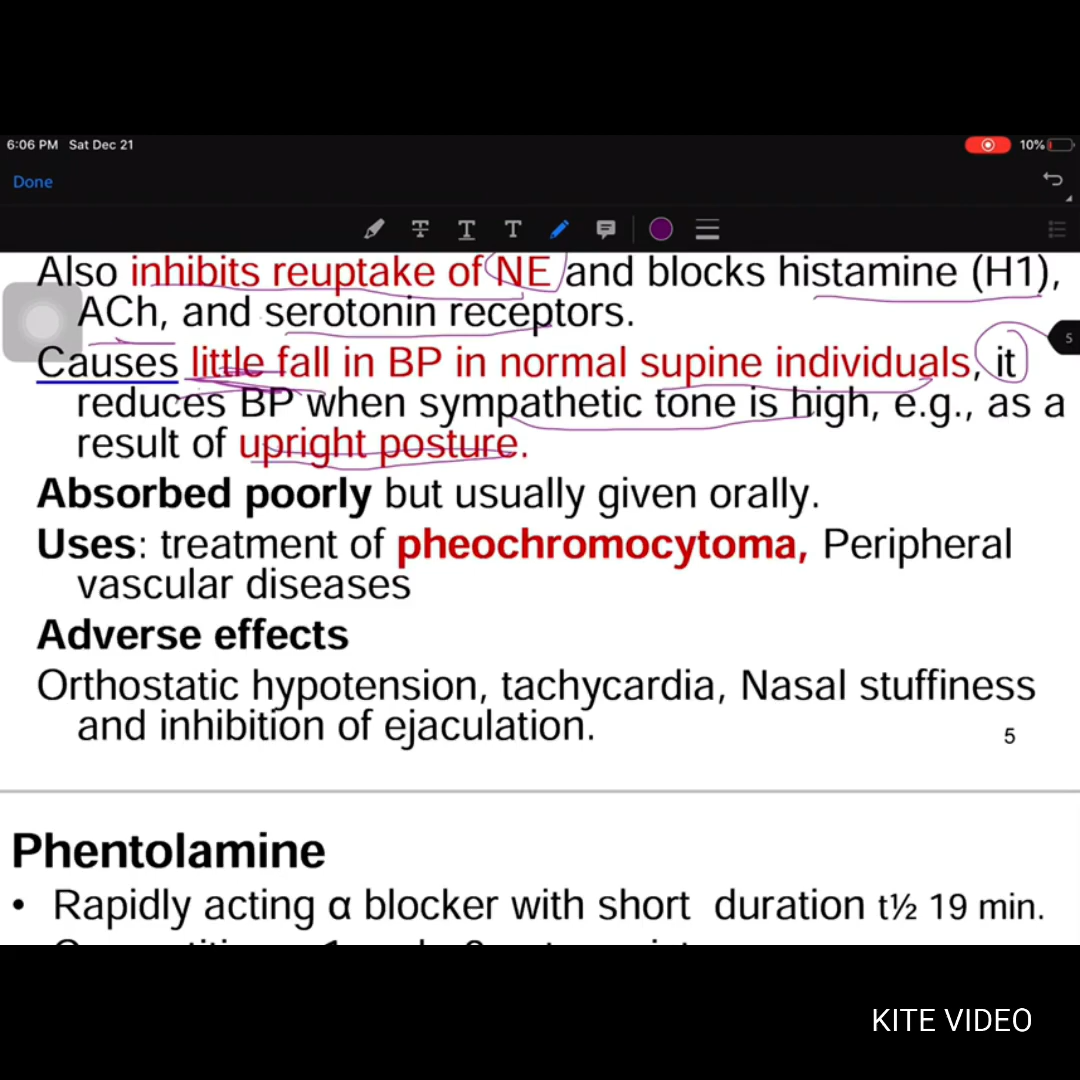 6:06 PM Sat Dec 21
10%
Done
Also inhibits reuptake of NE and blocks histamine (H1),
ACh, and serotonin receptors.
Causes little fall in BP in normal supine individuals, it
5
reduces BP when sympathetic tone is high, e.g., as a
result of upright posture.
Absorbed poorly but usually given orally.
Uses: treatment of pheochromocytoma, Peripheral
vascular diseases
Adverse effects
Orthostatic hypotension, tachycardia, Nasal stuffiness
and inhibition of ejaculation.
5
Phentolamine
• Rapidly acting α blocker with short duration t½ 19 min.
KITE VIDEO